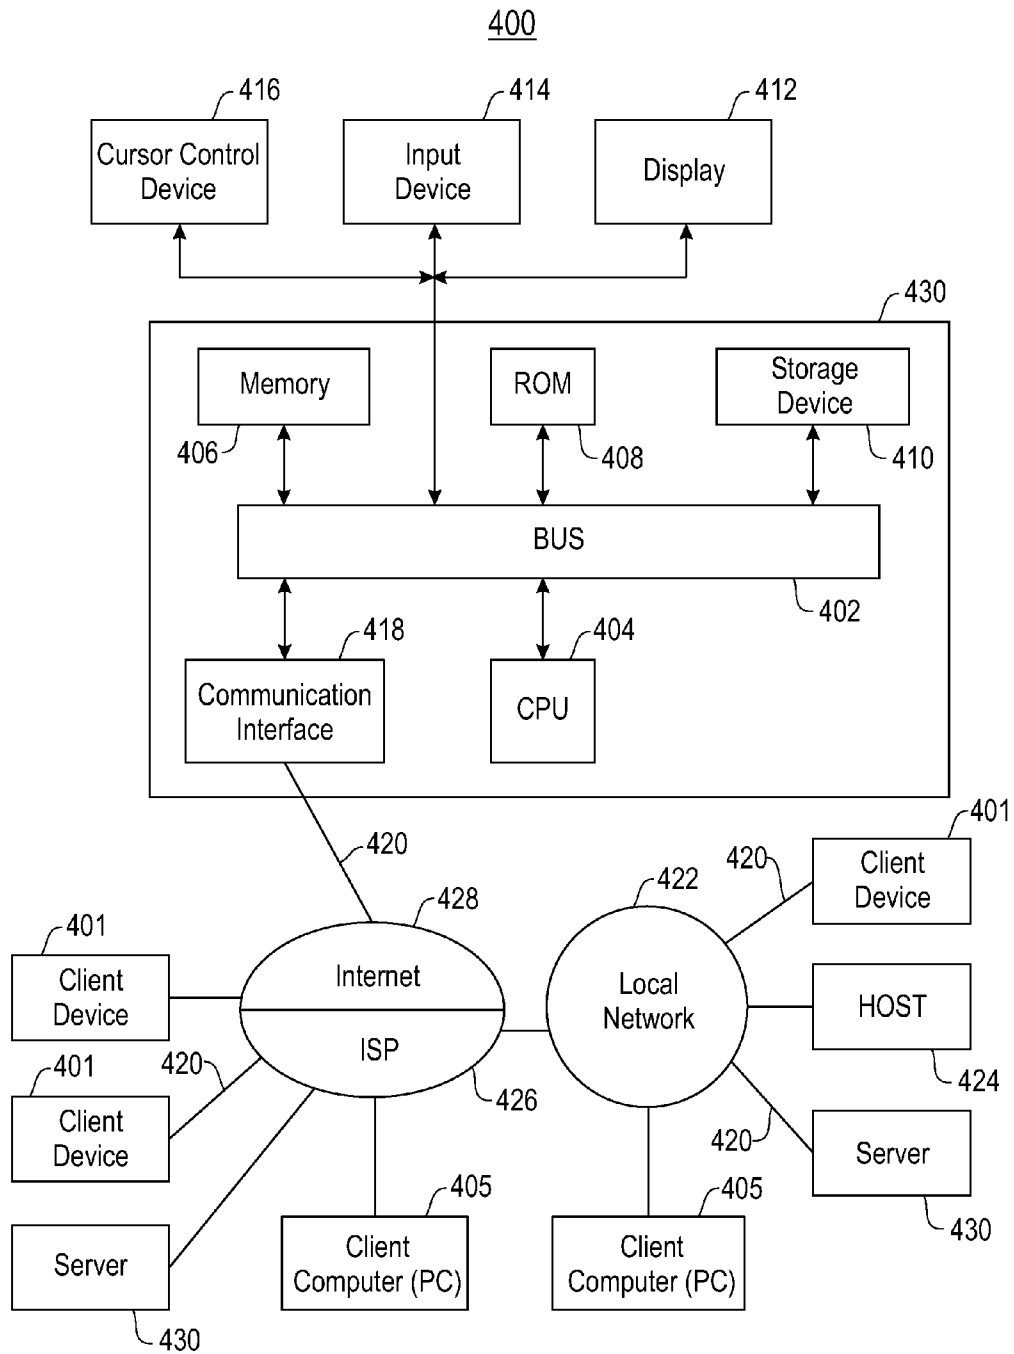 400
416
414
412
Cursor Control
Device
Input
Device
Display
430
Memory
ROM
Storage
Device
406
408
410
BUS
402
418
404
Communication
Interface
CPU
420
401
420
Client
Device
428
422
401
Client
Device
Internet
Local
Network
HOST
ISP
420
401
426
424
Client
Device
420
Server
405
405
430
Server
Client
Computer (PC)
Client
Computer (PC)
430